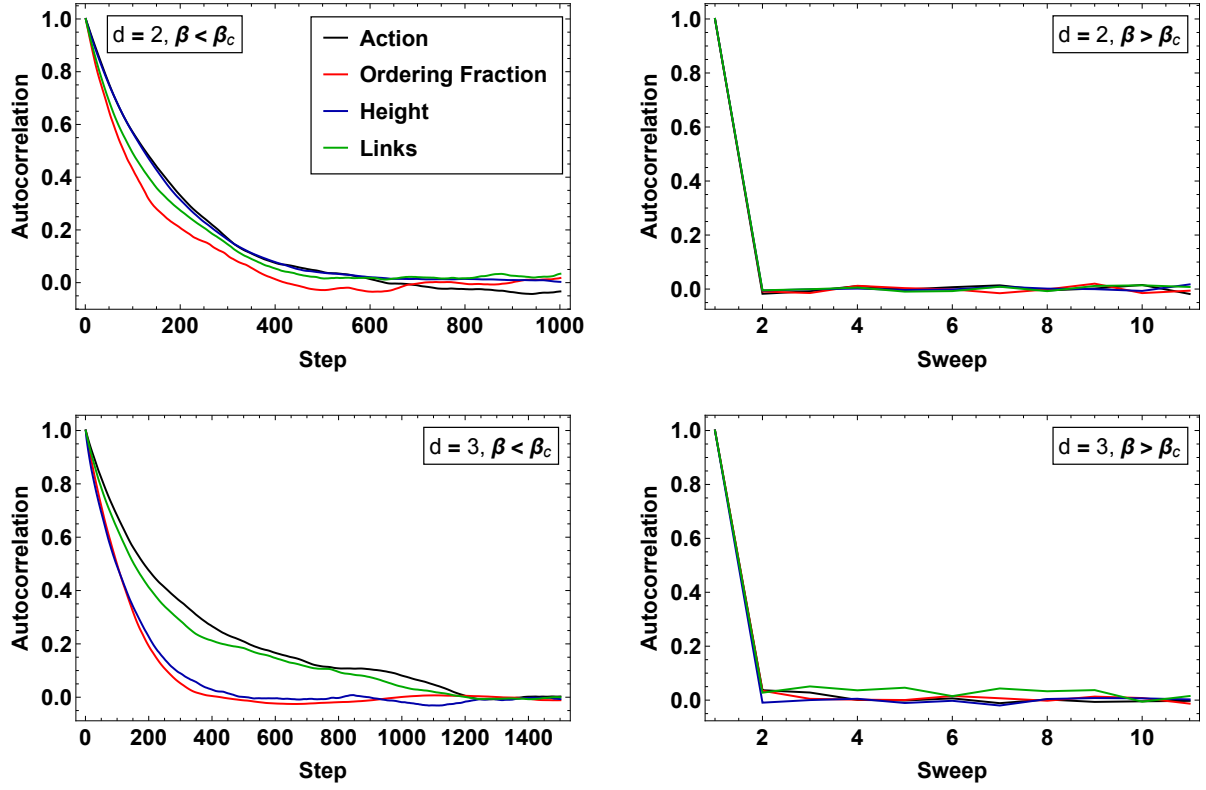 d = 2, β < βc
Action
Ordering Fraction
Height
Links
Autocorrelation
1.0
0.8
0.6
0.4
0.2
0.0
0 200 400 600 800 1000
Step
d = 2, β > βc
Autocorrelation
1.0
0.8
0.6
0.4
0.2
0.0
2 4 6 8 10
Sweep
d = 3, β < βc
Autocorrelation
1.0
0.8
0.6
0.4
0.2
0.0
0 200 400 600 800 1000 1200 1400
Step
d = 3, β > βc
Autocorrelation
1.0
0.8
0.6
0.4
0.2
0.0
2 4 6 8 10
Sweep